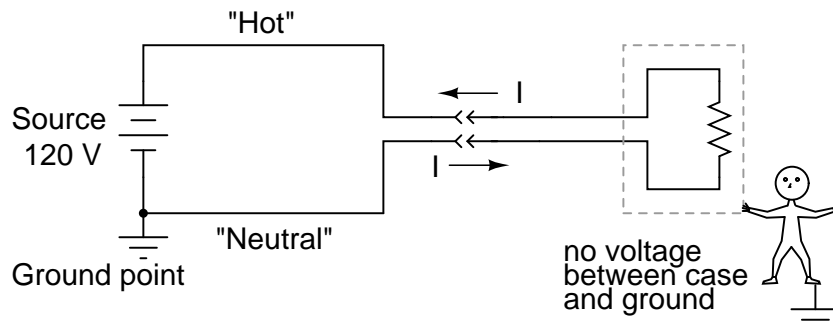 "Hot"
I
Source
120 V
I
"Neutral"
Ground point
no voltage
between case
and ground